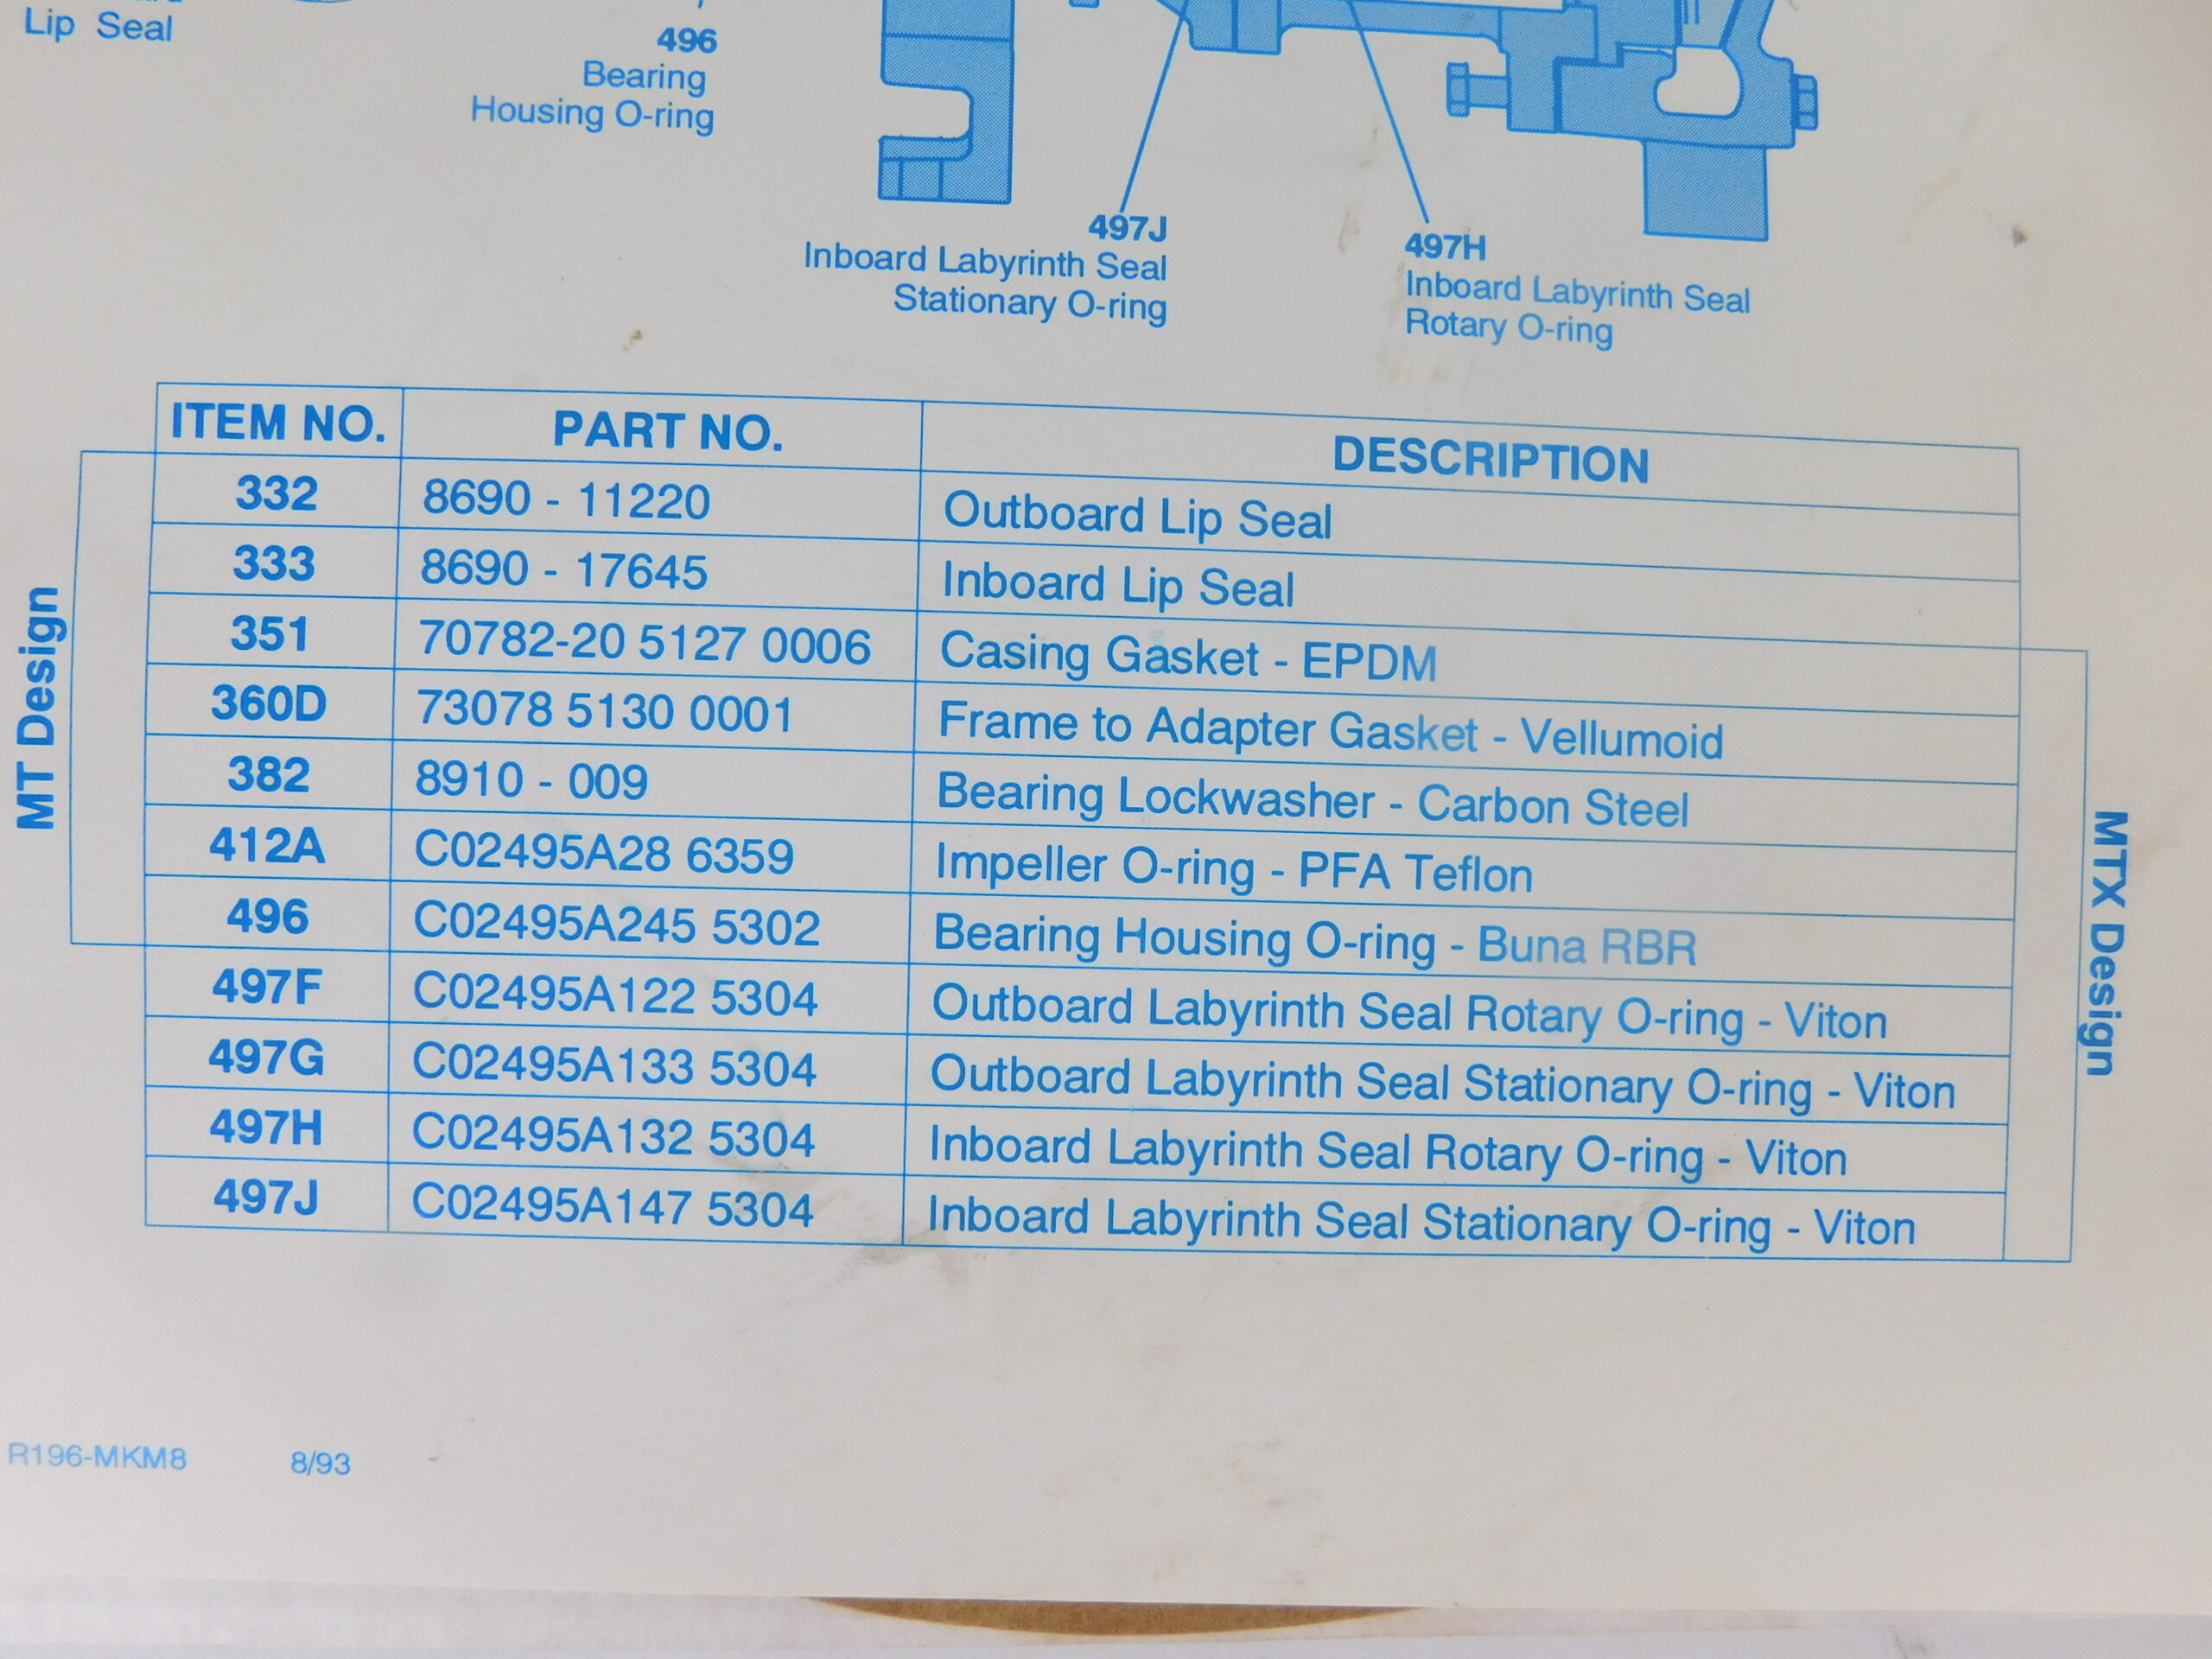 Lip Seal
496
Bearing
Housing O-ring
497J
Inboard Labyrinth Seal
Stationary O-ring
497H
Inboard Labyrinth Seal
Rotary O-ring
ITEM NO. PART NO. DESCRIPTION
332 8690 - 11220 Outboard Lip Seal
333 8690 - 17645 Inboard Lip Seal
351 70782-20 5127 0006 Casing Gasket - EPDM
360D 73078 5130 0001 Frame to Adapter Gasket - Vellumoid
382 8910 - 009 Bearing Lockwasher - Carbon Steel
412A C02495A28 6359 Impeller O-ring - PFA Teflon
496 C02495A245 5302 Bearing Housing O-ring - Buna RBR
497F C02495A122 5304 Outboard Labyrinth Seal Rotary O-ring - Viton
497G C02495A133 5304 Outboard Labyrinth Seal Stationary O-ring - Viton
497H C02495A132 5304 Inboard Labyrinth Seal Rotary O-ring - Viton
497J C02495A147 5304 Inboard Labyrinth Seal Stationary O-ring - Viton
MT Design
MTX Design
R196-MKM8 8/93